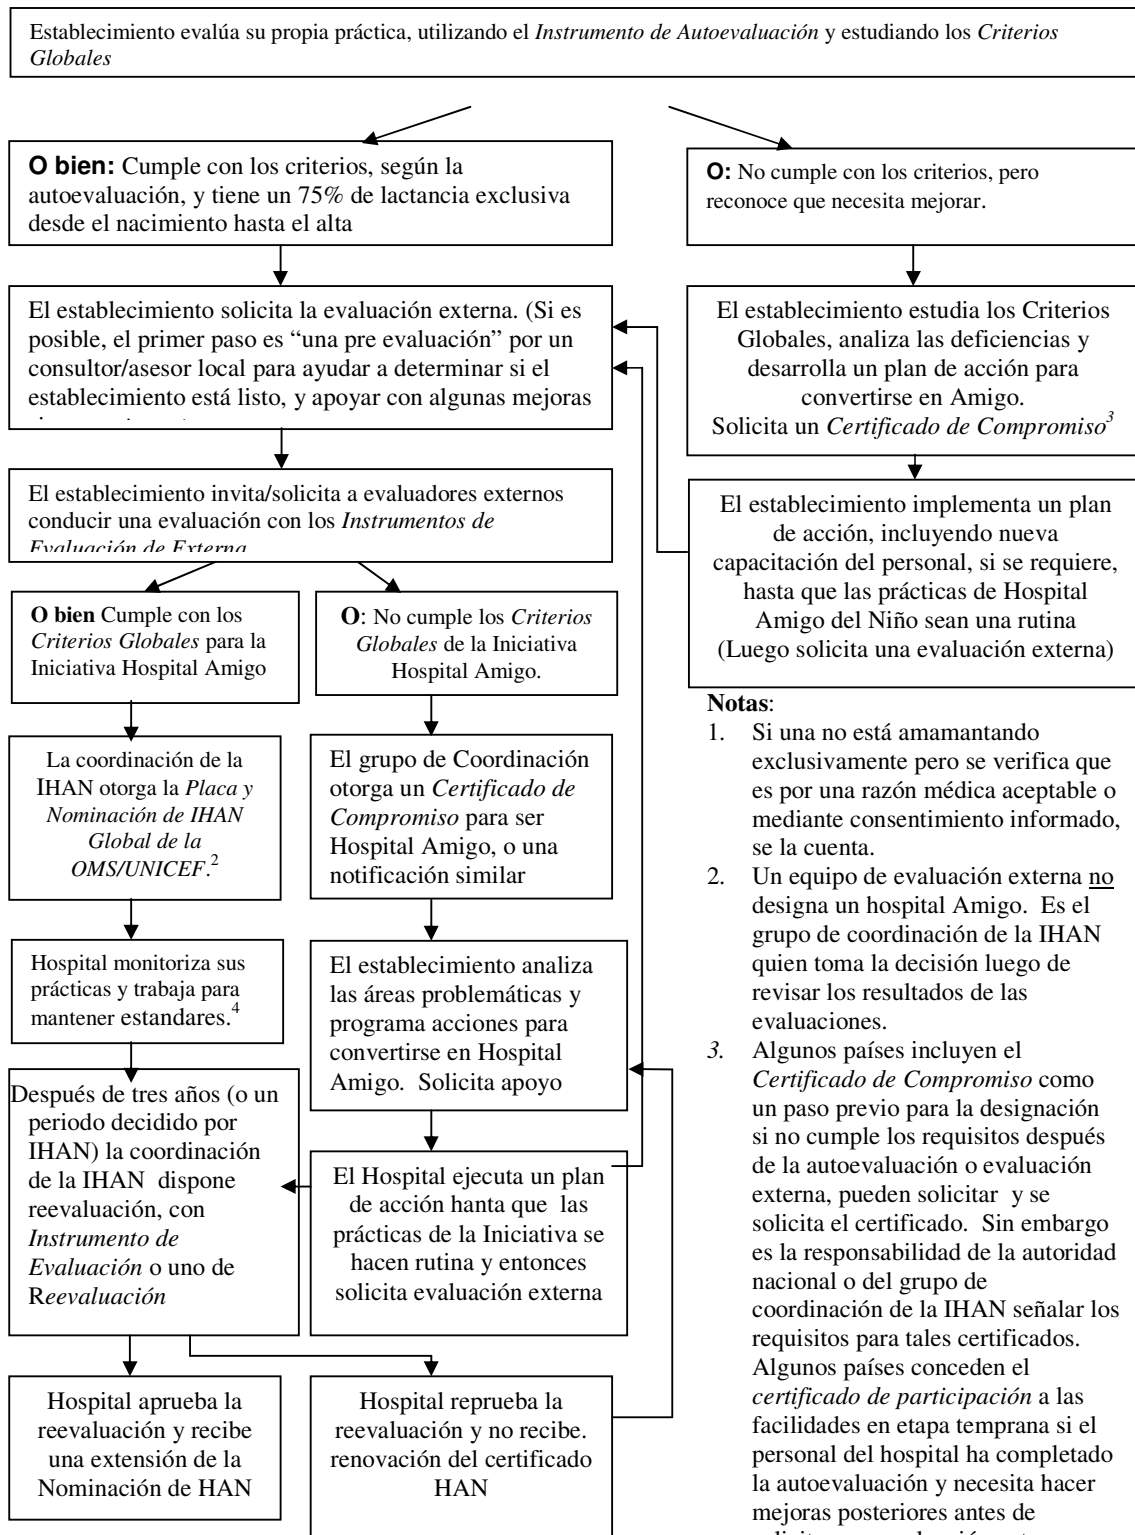 Establecimiento evalúa su propia práctica, utilizando el Instrumento de Autoevaluación y estudiando los Criterios
Globales
O bien: Cumple con los criterios, según la
autoevaluación, y tiene un 75% de lactancia exclusiva
desde el nacimiento hasta el alta
O: No cumple con los criterios, pero
reconoce que necesita mejorar.
El establecimiento solicita la evaluación externa. (Si es
posible, el primer paso es “una pre evaluación” por un
consultor/asesor local para ayudar a determinar si el
establecimiento está listo, y apoyar con algunas mejoras
El establecimiento estudia los Criterios
Globales, analiza las deficiencias y
desarrolla un plan de acción para
convertirse en Amigo.
Solicita un Certificado de Compromiso3
El establecimiento invita/solicita a evaluadores externos
conducir una evaluación con los Instrumentos de
Evaluación de Externa
El establecimiento implementa un plan
de acción, incluyendo nueva
capacitación del personal, si se requiere,
hasta que las prácticas de Hospital
Amigo del Niño sean una rutina
(Luego solicita una evaluación externa)
O bien Cumple con los
Criterios Globales para la
Iniciativa Hospital Amigo
O: No cumple los Criterios
Globales de la Iniciativa
Hospital Amigo.
La coordinación de la
IHAN otorga la Placa y
Nominación de IHAN
Global de la
OMS/UNICEF.2
El grupo de Coordinación
otorga un Certificado de
Compromiso para ser
Hospital Amigo, o una
notificación similar
Hospital monitoriza sus
prácticas y trabaja para
mantener estandares.4
El establecimiento analiza
las áreas problemáticas y
programa acciones para
convertirse en Hospital
Amigo. Solicita apoyo
Después de tres años (o un
periodo decidido por
IHAN) la coordinación
de la IHAN dispone
reevaluación, con
Instrumento de
Evaluación o uno de
Reevaluación
El Hospital ejecuta un plan
de acción hanta que las
prácticas de la Iniciativa se
hacen rutina y entonces
solicita evaluación externa
Hospital aprueba la
reevaluación y recibe
una extensión de la
Nominación de HAN
Hospital reprueba la
reevaluación y no recibe.
renovación del certificado
HAN
Notas:
1. Si una no está amamantando
exclusivamente pero se verifica que
es por una razón médica aceptable o
mediante consentimiento informado,
se la cuenta.
2. Un equipo de evaluación externa no
designa un hospital Amigo. Es el
grupo de coordinación de la IHAN
quien toma la decisión luego de
revisar los resultados de las
evaluaciones.
3. Algunos países incluyen el
Certificado de Compromiso como
un paso previo para la designación
si no cumple los requisitos después
de la autoevaluación o evaluación
externa, pueden solicitar y se
solicita el certificado. Sin embargo
es la responsabilidad de la autoridad
nacional o del grupo de
coordinación de la IHAN señalar los
requisitos para tales certificados.
Algunos países conceden el
certificado de participación a las
facilidades en etapa temprana si el
personal del hospital ha completado
la autoevaluación y necesita hacer
mejoras posteriores antes de